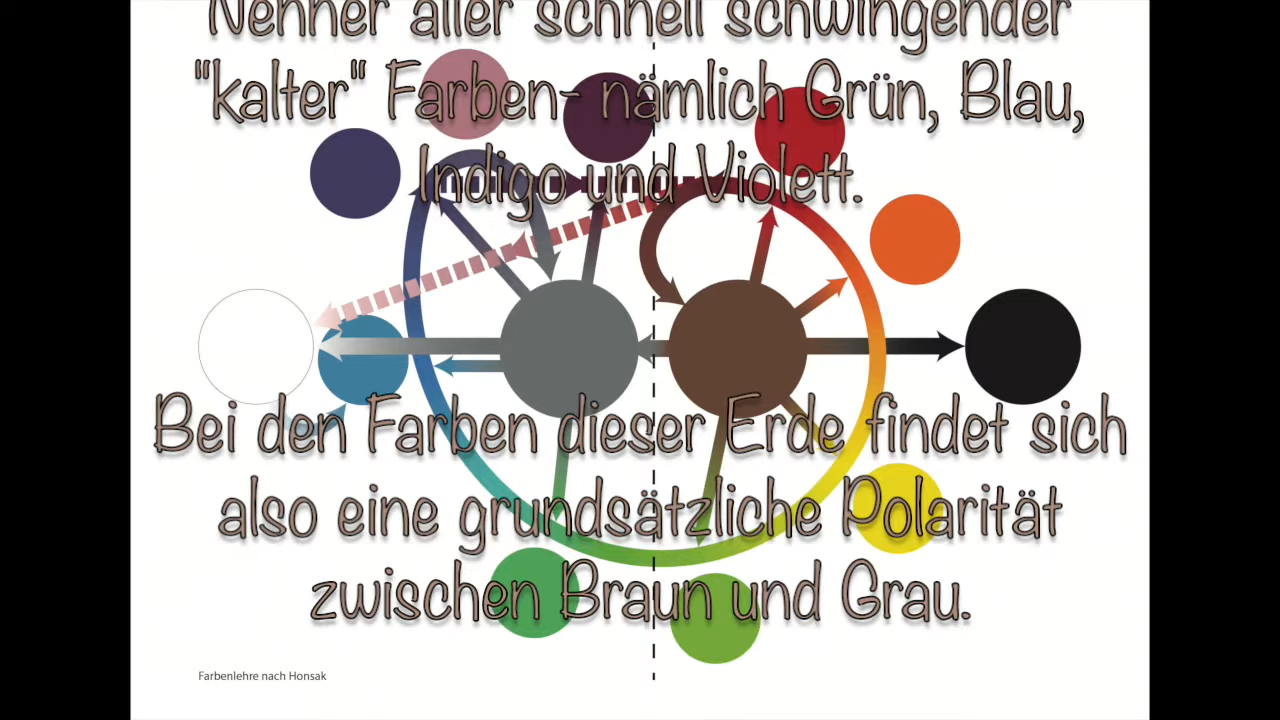 Nenner aller schnell schwingender
"kalter" Farben- nämlich Grün, Blau,
Indigo und Violett.
Bei den Farben dieser Erde findet sich
also eine grundsätzliche Polarität
zwischen Braun und Grau.
Farbenlehre nach Honsak